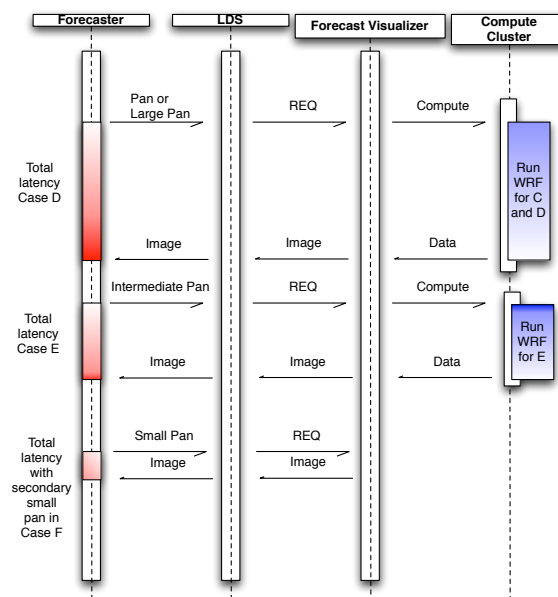 Forecaster
LDS
Forecast Visualizer
Compute
Cluster
Pan or
Large Pan
REQ
Compute
Total
latency
Case D
Run
WRF
for C
and D
Image
Image
Data
Intermediate Pan
REQ
Compute
Total
latency
Case E
Run
WRF
for E
Image
Image
Data
Small Pan
REQ
Total
latency
with
secondary
small
pan in
Case F
Image
Image